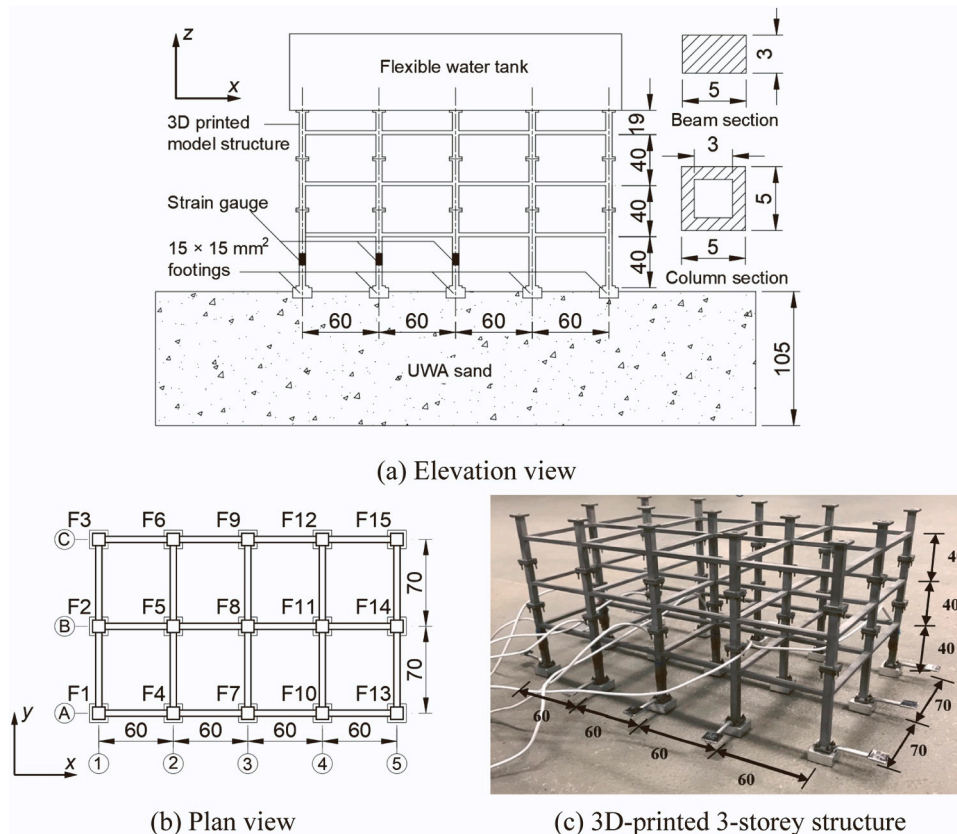 z
x
Flexible water tank
3D printed
model structure
Strain gauge
15 × 15 mm²
footings
19
40
40
40
60
60
60
60
UWA sand
105
3
5
Beam section
3
5
5
Column section
(a) Elevation view
F3 F6 F9 F12 F15
C
F2 F5 F8 F11 F14
B
F1 F4 F7 F10 F13
A
70
70
60 60 60 60
y
x
1 2 3 4 5
(b) Plan view
4
40
40
70
70
60
60
60
60
(c) 3D-printed 3-storey structure